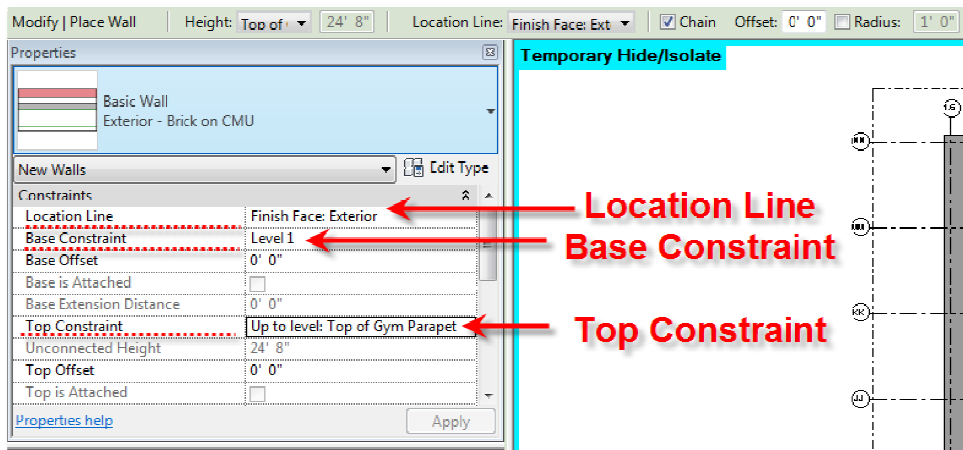 Modify | Place Wall Height: Top of 24' 8" Location Line: Finish Face: Ext Chain Offset: 0' 0" Radius: 1' 0"
Properties
Temporary Hide/Isolate
Basic Wall
Exterior - Brick on CMU
New Walls Edit Type
Constraints
Location Line Finish Face: Exterior
Base Constraint Level 1
Base Offset 0' 0"
Base is Attached
Base Extension Distance 0' 0"
Top Constraint Up to level: Top of Gym Parapet
Unconnected Height 24' 8"
Top Offset 0' 0"
Top is Attached
Properties help Apply
Location Line
Base Constraint
Top Constraint
1.6
KK
JJ